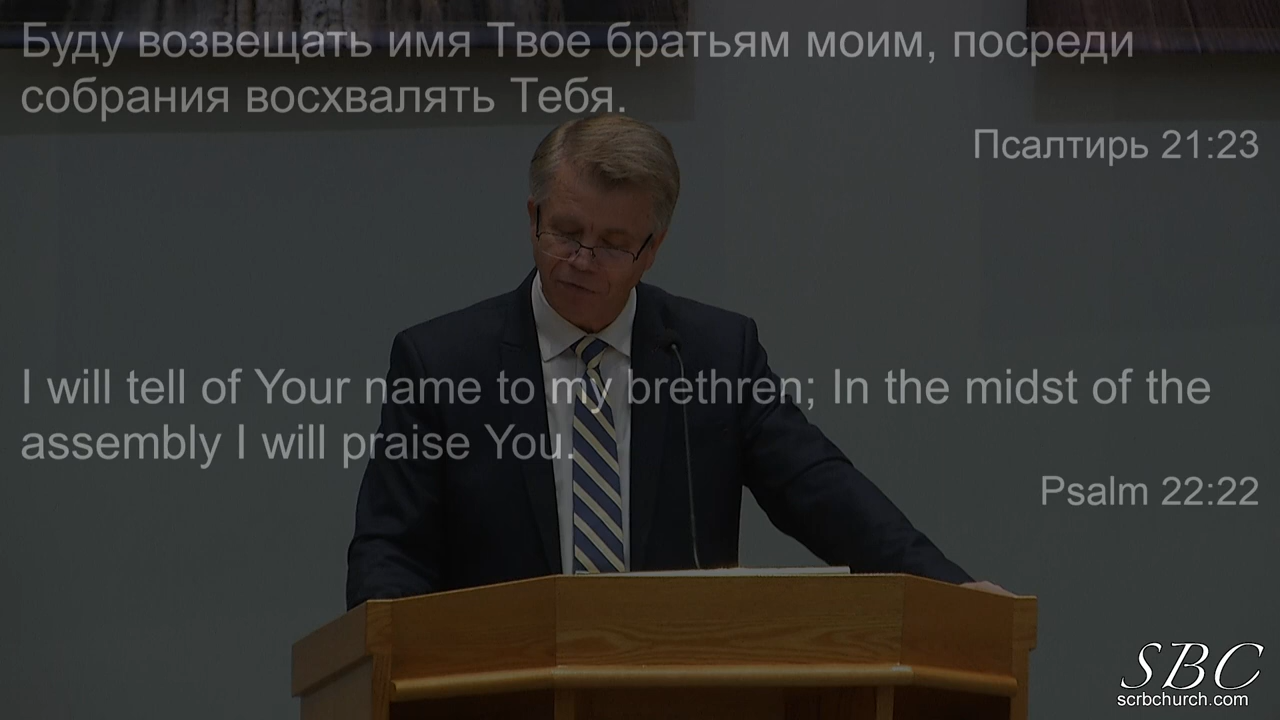 Буду возвещать имя Твое братьям моим, посреди
собрания восхвалять Тебя.
Псалтирь 21:23
I will tell of Your name to my brethren; In the midst of the
assembly I will praise You.
Psalm 22:22
SBC
scrbchurch.com